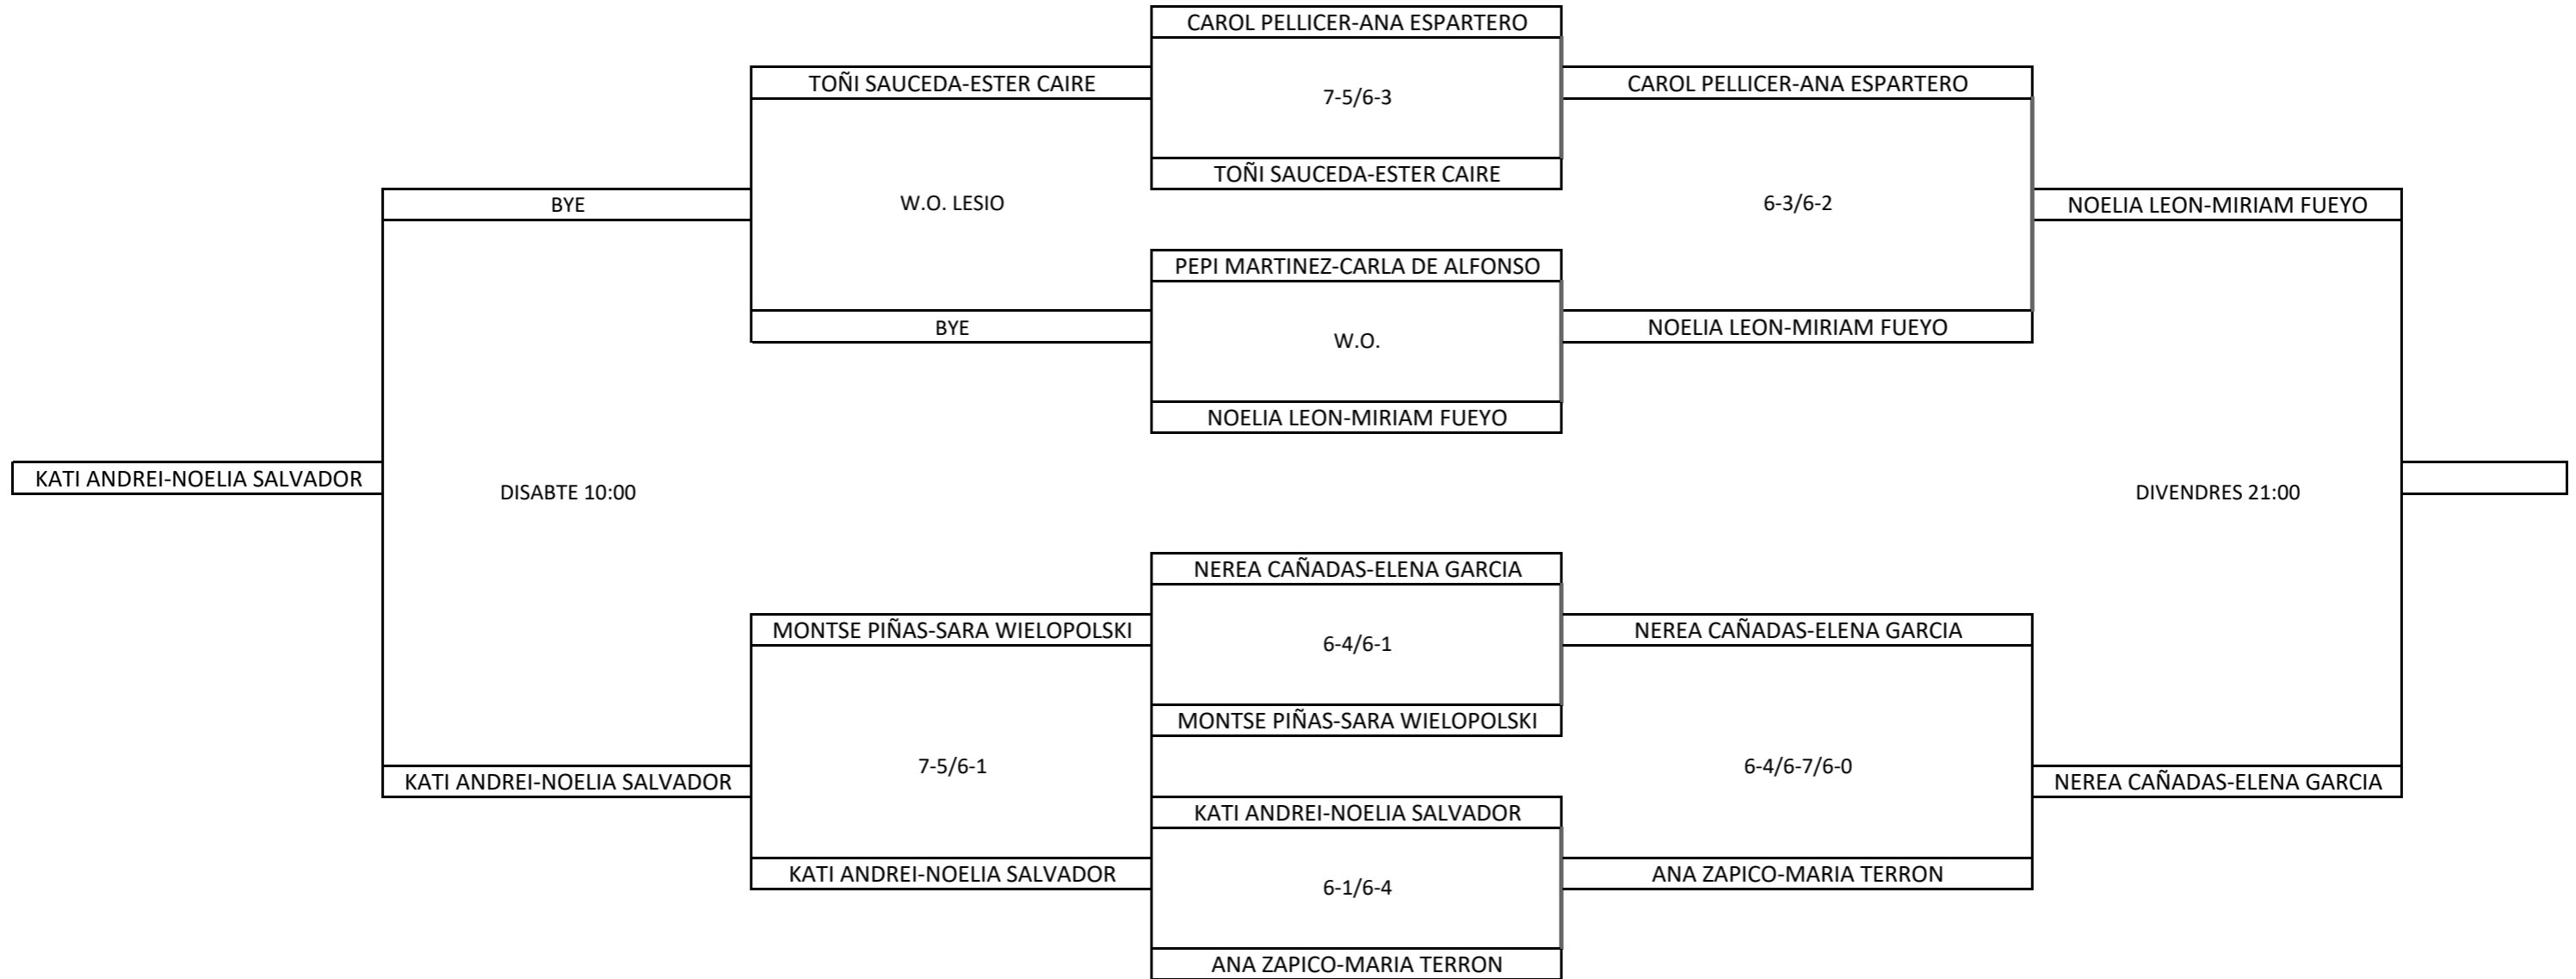 CAROL PELLICER-ANA ESPARTERO
TOÑI SAUCEDA-ESTER CAIRE
7-5/6-3
CAROL PELLICER-ANA ESPARTERO
TOÑI SAUCEDA-ESTER CAIRE
BYE
W.O. LESIO
6-3/6-2
NOELIA LEON-MIRIAM FUEYO
PEPI MARTINEZ-CARLA DE ALFONSO
BYE
W.O.
NOELIA LEON-MIRIAM FUEYO
NOELIA LEON-MIRIAM FUEYO
KATI ANDREI-NOELIA SALVADOR
DISABTE 10:00
DIVENDRES 21:00
NEREA CAÑADAS-ELENA GARCIA
MONTSE PIÑAS-SARA WIELOPOLSKI
6-4/6-1
NEREA CAÑADAS-ELENA GARCIA
MONTSE PIÑAS-SARA WIELOPOLSKI
7-5/6-1
6-4/6-7/6-0
KATI ANDREI-NOELIA SALVADOR
NEREA CAÑADAS-ELENA GARCIA
KATI ANDREI-NOELIA SALVADOR
KATI ANDREI-NOELIA SALVADOR
6-1/6-4
ANA ZAPICO-MARIA TERRON
ANA ZAPICO-MARIA TERRON